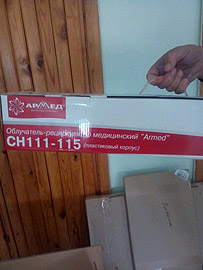 АРМЕД
Облучатель-рециркулятор медицинский "Armed"
СН111-115 (пластиковый корпус)